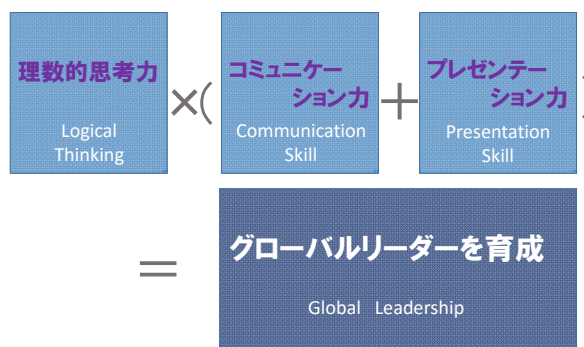 理数的思考力
Logical
Thinking
×(
コミュニケー
ション力
Communication
Skill
+
プレゼンテー
ション力
Presentation
Skill
=
グローバルリーダーを育成
Global Leadership